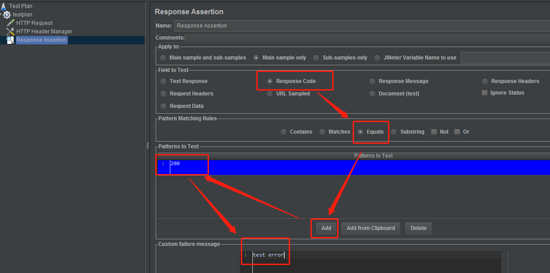 Test Plan
testplan
HTTP Request
HTTP Header Manager
Response Assertion
Response Assertion
Name: Response Assertion
Comments:
Apply to:
Main sample and sub-samples Main sample only Sub-samples only JMeter Variable Name to use
Field to Test
Text Response Response Code Response Message Response Headers
Request Headers URL Sampled Document (text) Ignore Status
Request Data
Pattern Matching Rules
Contains Matches Equals Substring Not Or
Patterns to Test
Patterns to Test
1 200
Add Add from Clipboard Delete
Custom failure message
1 test error